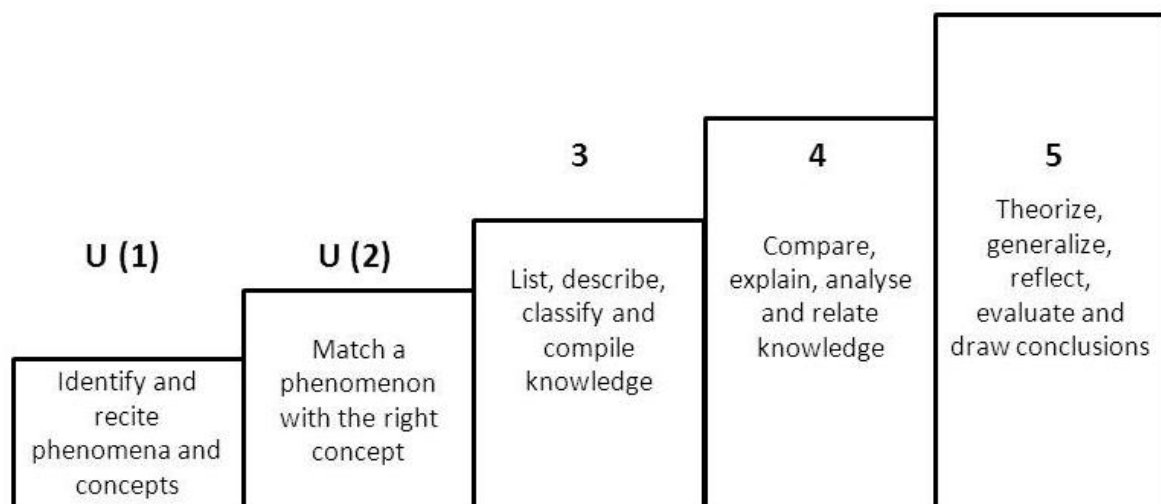 U (1)
Identify and
recite
phenomena and
concepts
U (2)
Match a
phenomenon
with the right
concept
3
List, describe,
classify and
compile
knowledge
4
Compare,
explain, analyse
and relate
knowledge
5
Theorize,
generalize,
reflect,
evaluate and
draw conclusions